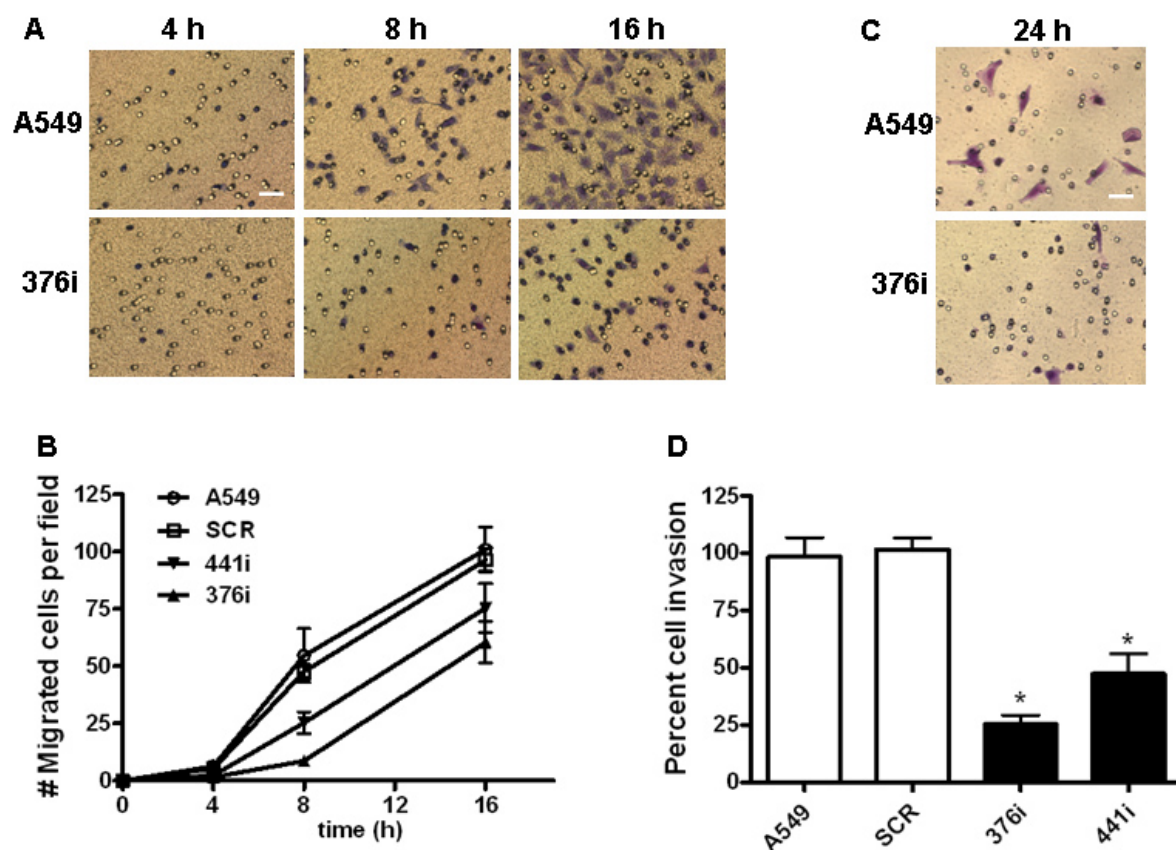 A 4 h 8 h 16 h
A549
376i
C 24 h
A549
376i
B
# Migrated cells per field
125
100
75
50
25
0
0 4 8 12 16
time (h)
A549
SCR
441i
376i
D
Percent cell invasion
125
100
75
50
25
0
* *
A549 SCR 376i 441i